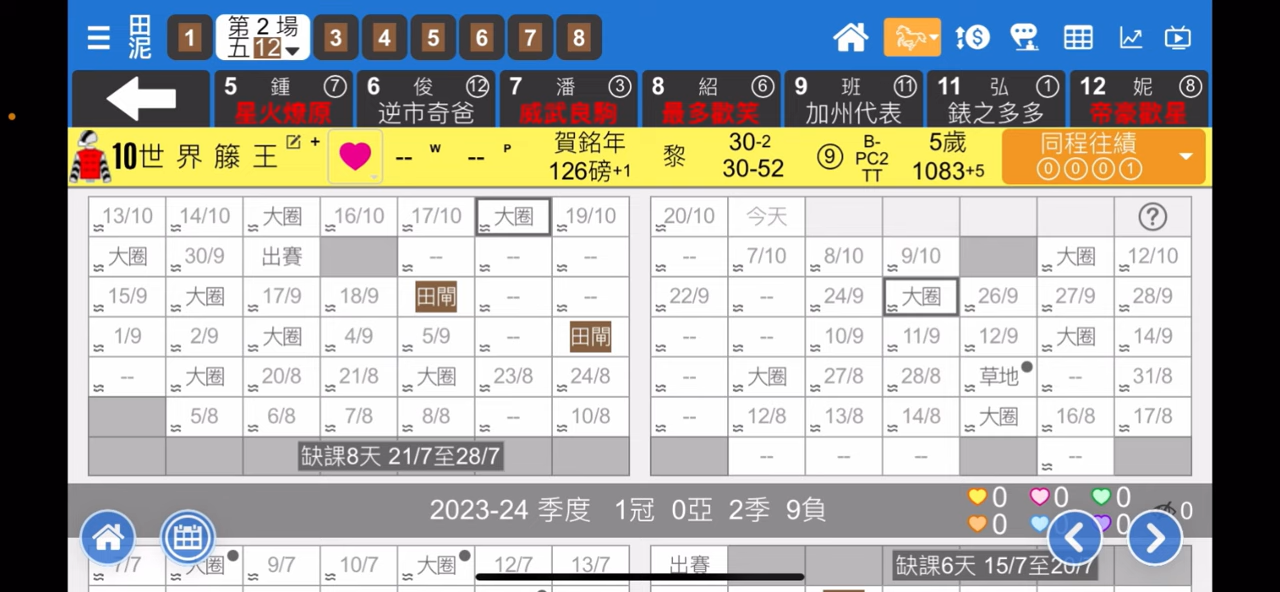 田泥 1 第2場 五12 3 4 5 6 7 8
5 鍾 ⑦ 星火燎原
6 俊 ⑫ 逆市奇爸
7 潘 ③ 威武良駒
8 紹 ⑥ 最多歡笑
9 班 ⑪ 加州代表
11 弘 ① 錶之多多
12 妮 ⑧ 帝豪歡星
10 世界籐王 + -- W -- P 賀銘年 126磅+1 黎 30-2 30-52 ⑨ B- PC2 TT 5歲 1083+5 同程往績 ⓪⓪⓪①
13/10 14/10 大圈 16/10 17/10 大圈 19/10 20/10 今天 ?
大圈 30/9 出賽 -- -- -- -- 7/10 8/10 9/10 大圈 12/10
15/9 大圈 17/9 18/9 田閘 -- -- 22/9 -- 24/9 大圈 26/9 27/9 28/9
1/9 2/9 大圈 4/9 5/9 -- 田閘 -- -- 10/9 11/9 12/9 大圈 14/9
-- 大圈 20/8 21/8 大圈 23/8 24/8 -- 大圈 27/8 28/8 草地 -- 31/8
5/8 6/8 7/8 8/8 -- 10/8 -- 12/8 13/8 14/8 大圈 16/8 17/8
缺課8天 21/7至28/7 -- -- -- --
2023-24 季度 1冠 0亞 2季 9負 0 0 0 0 0 0 0
7/7 大圈 9/7 10/7 大圈 12/7 13/7 出賽 缺課6天 15/7至20/7